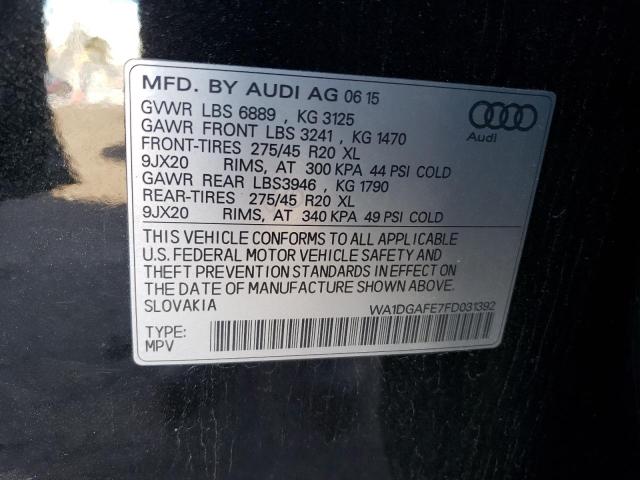 MFD. BY AUDI AG 06 15
GVWR LBS 6889 , KG 3125
GAWR FRONT LBS 3241 , KG 1470
FRONT-TIRES 275/45 R20 XL
9JX20 RIMS, AT 300 KPA 44 PSI COLD
GAWR REAR LBS3946 , KG 1790
REAR-TIRES 275/45 R20 XL
9JX20 RIMS, AT 340 KPA 49 PSI COLD
Audi
THIS VEHICLE CONFORMS TO ALL APPLICABLE
U.S. FEDERAL MOTOR VEHICLE SAFETY AND
THEFT PREVENTION STANDARDS IN EFFECT ON
THE DATE OF MANUFACTURE SHOWN ABOVE.
SLOVAKIA
WA1DGAFE7FD031392
TYPE:
MPV